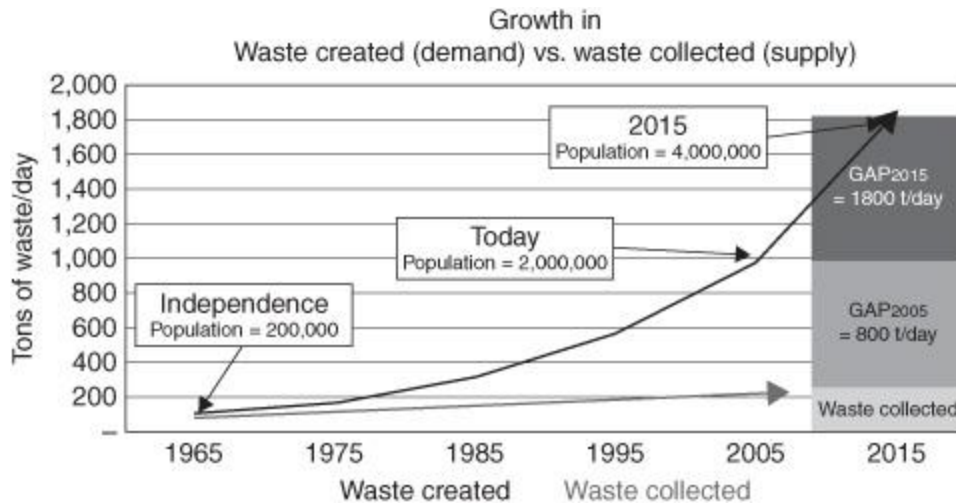 Growth in
Waste created (demand) vs. waste collected (supply)
Tons of waste/day
2,000
1,800
1,600
1,400
1,200
1,000
800
600
400
200
–
2015
Population = 4,000,000
Today
Population = 2,000,000
Independence
Population = 200,000
GAP2015
= 1800 t/day
GAP2005
= 800 t/day
Waste collected
1965 1975 1985 1995 2005 2015
Waste created Waste collected